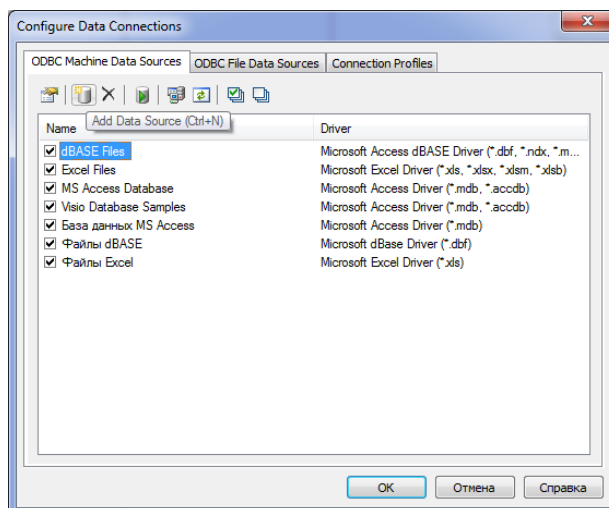 Configure Data Connections
ODBC Machine Data Sources ODBC File Data Sources Connection Profiles
Add Data Source (Ctrl+N)
Name Driver
dBASE Files Microsoft Access dBASE Driver (*.dbf, *.ndx, *.m...
Excel Files Microsoft Excel Driver (*.xls, *.xlsx, *.xlsm, *.xlsb)
MS Access Database Microsoft Access Driver (*.mdb, *.accdb)
Visio Database Samples Microsoft Access Driver (*.mdb, *.accdb)
База данных MS Access Microsoft Access Driver (*.mdb)
Файлы dBASE Microsoft dBase Driver (*.dbf)
Файлы Excel Microsoft Excel Driver (*.xls)
OK Отмена Справка